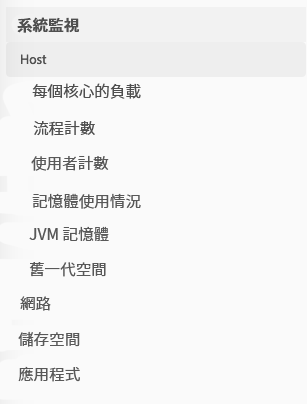 系統監視
Host
每個核心的負載
流程計數
使用者計數
記憶體使用情況
JVM 記憶體
舊一代空間
網路
儲存空間
應用程式